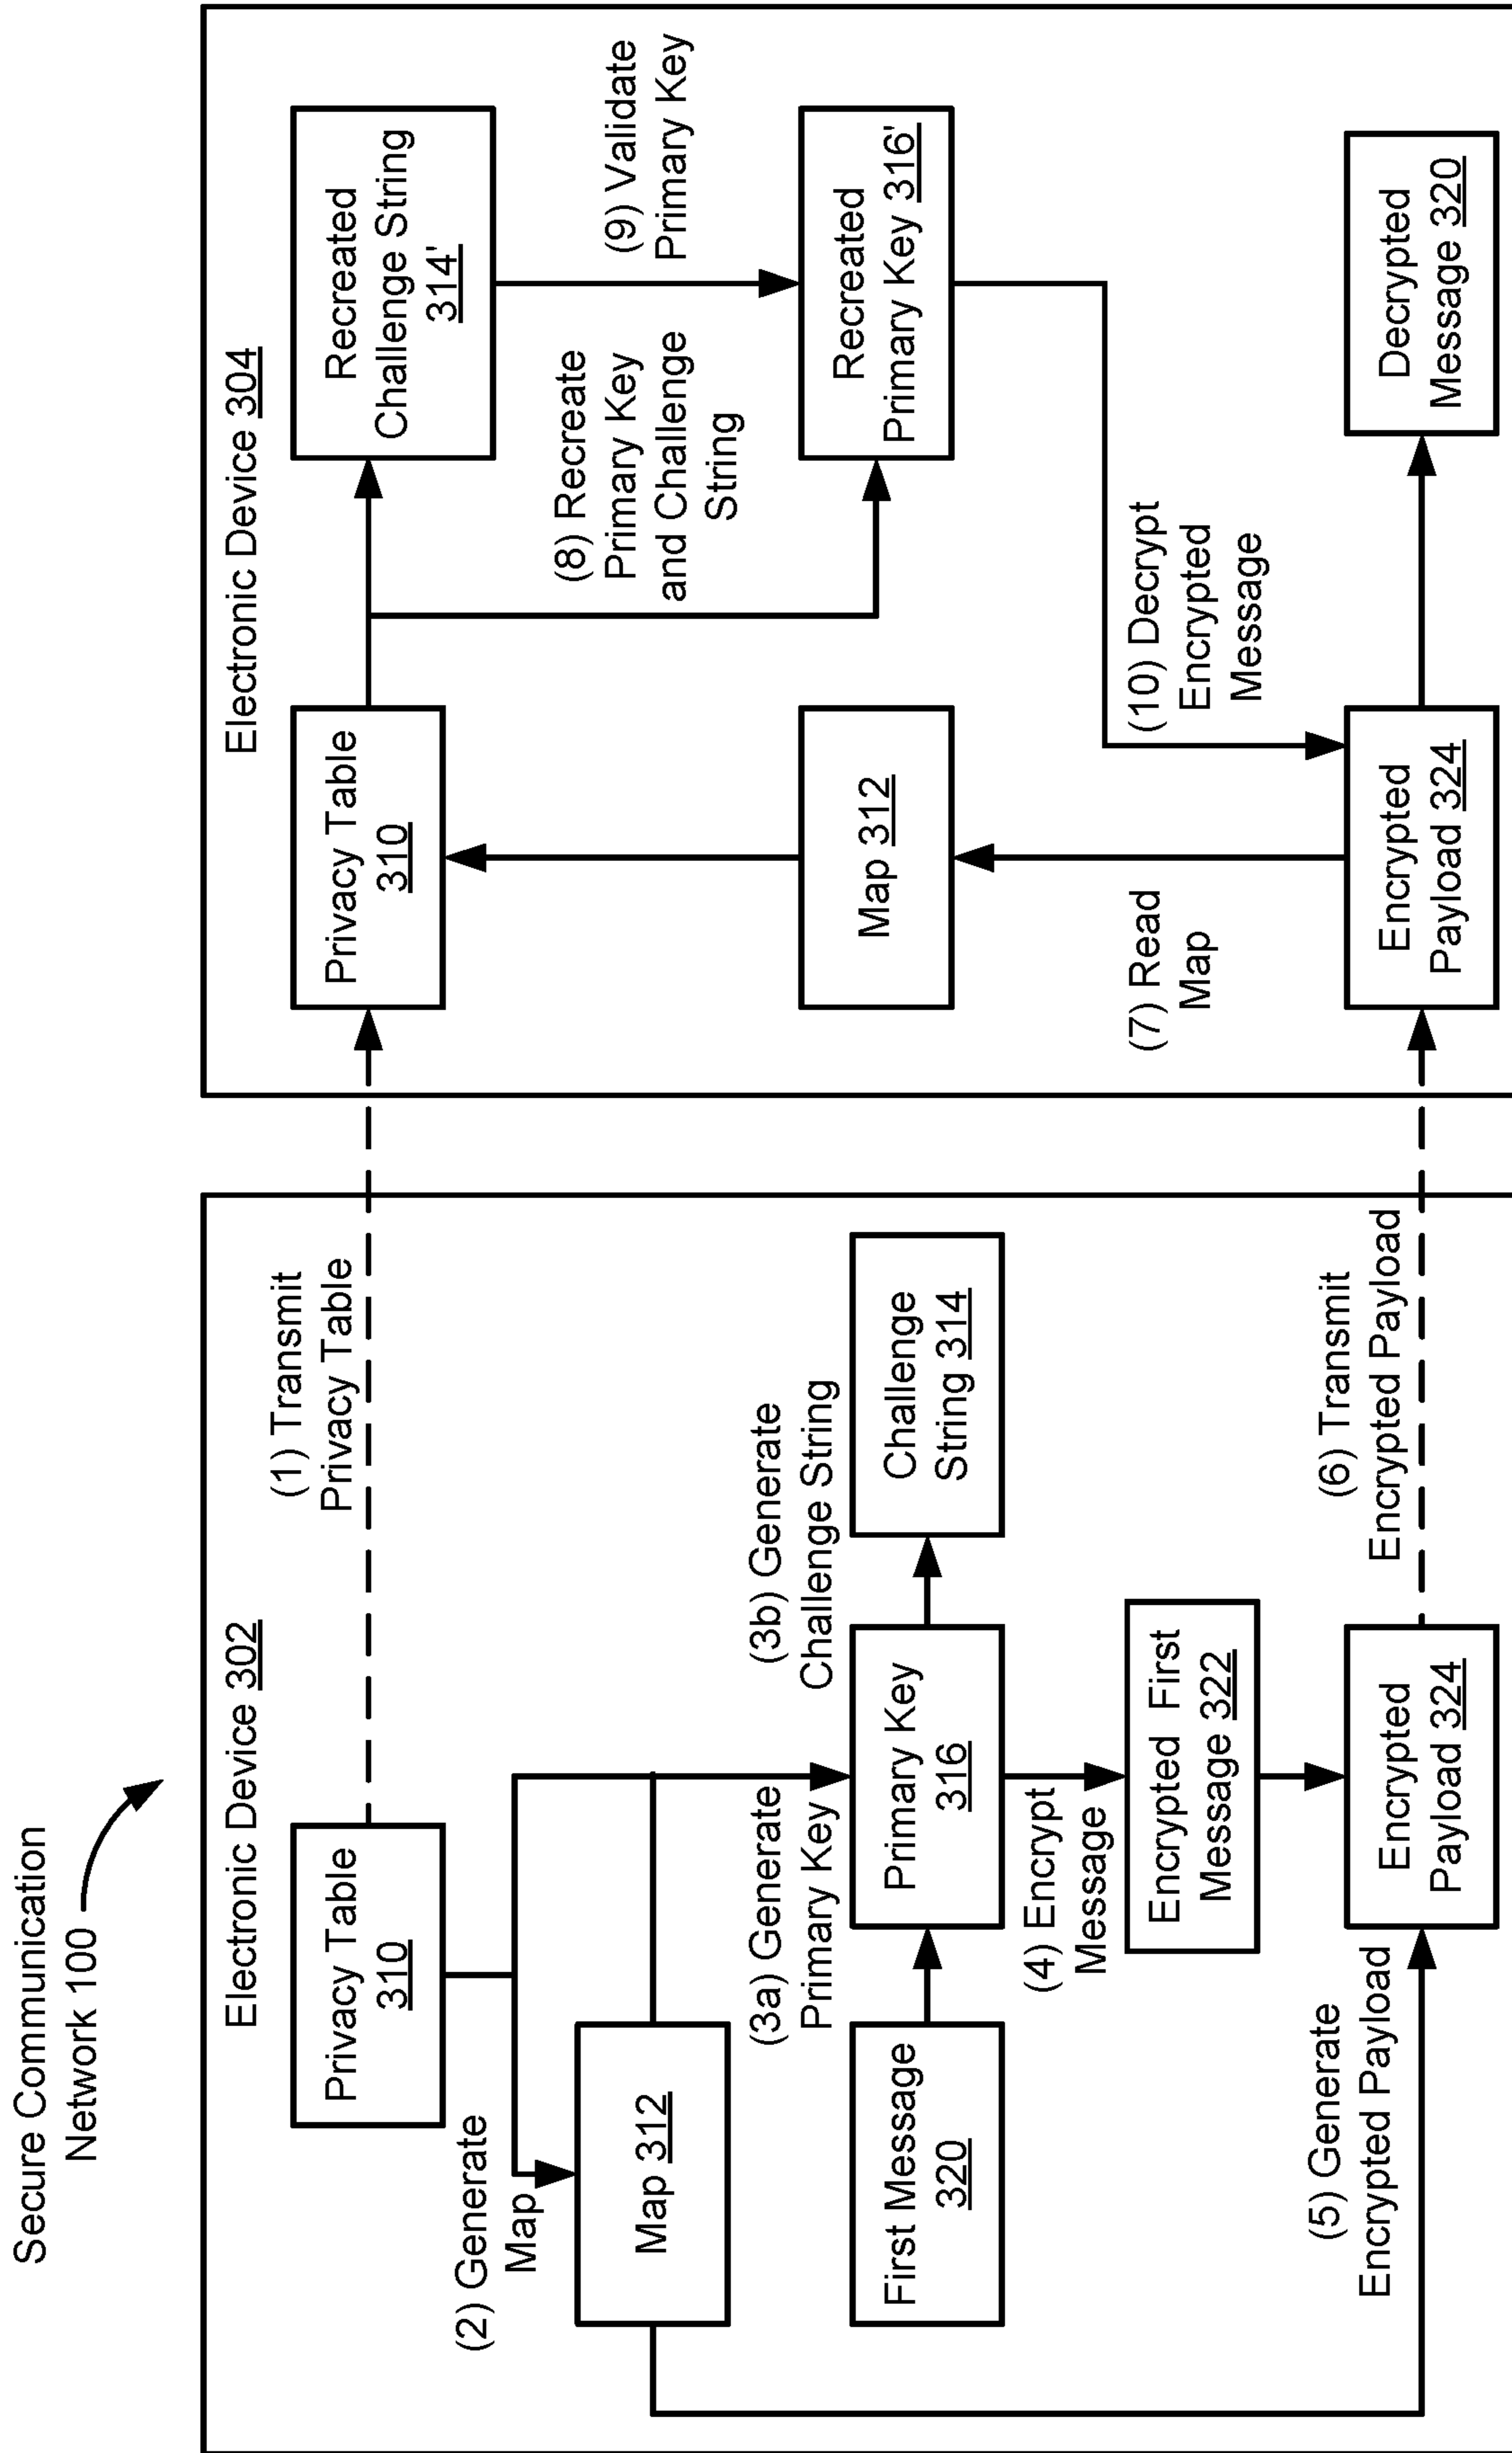 Secure Communication
Network 100
Electronic Device 302
Privacy Table
310
(1) Transmit
Privacy Table
(2) Generate
Map
Map 312
(3a) Generate
Primary Key
(3b) Generate
Challenge String
First Message
320
Primary Key
316
Challenge
String 314
(4) Encrypt
Message
Encrypted First
Message 322
(5) Generate
Encrypted Payload
Encrypted
Payload 324
(6) Transmit
Encrypted Payload
Electronic Device 304
Privacy Table
310
Recreated
Challenge String
314'
(8) Recreate
Primary Key
and Challenge
String
(9) Validate
Primary Key
Map 312
Recreated
Primary Key 316'
(7) Read
Map
(10) Decrypt
Encrypted
Message
Encrypted
Payload 324
Decrypted
Message 320